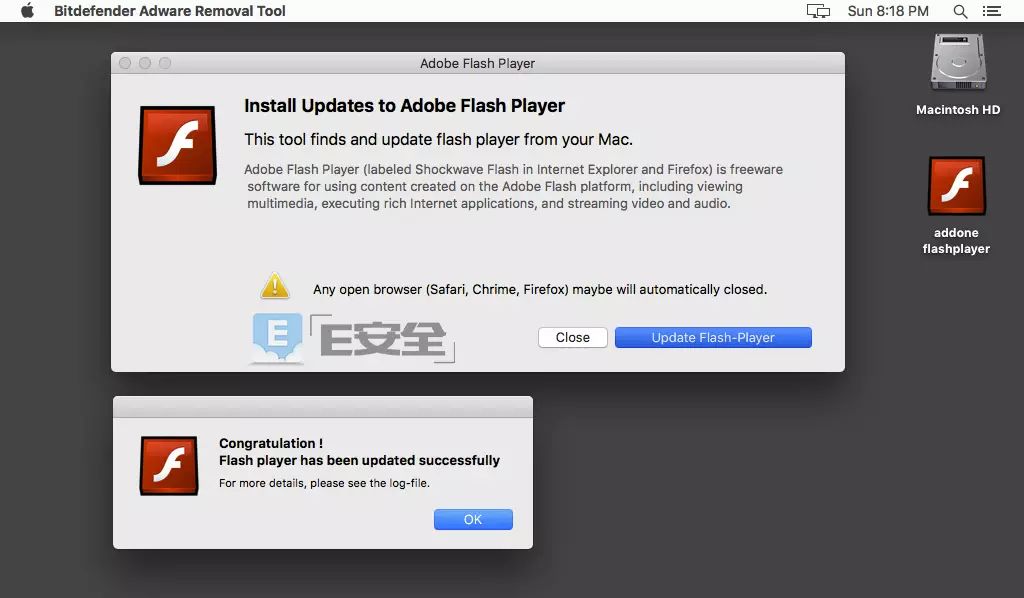 Bitdefender Adware Removal Tool
Sun 8:18 PM
Adobe Flash Player
Install Updates to Adobe Flash Player
This tool finds and update flash player from your Mac.
Adobe Flash Player (labeled Shockwave Flash in Internet Explorer and Firefox) is freeware
software for using content created on the Adobe Flash platform, including viewing
multimedia, executing rich Internet applications, and streaming video and audio.
Any open browser (Safari, Chrime, Firefox) maybe will automatically closed.
E
E安全
Close
Update Flash-Player
Macintosh HD
addone
flashplayer
Congratulation !
Flash player has been updated successfully
For more details, please see the log-file.
OK